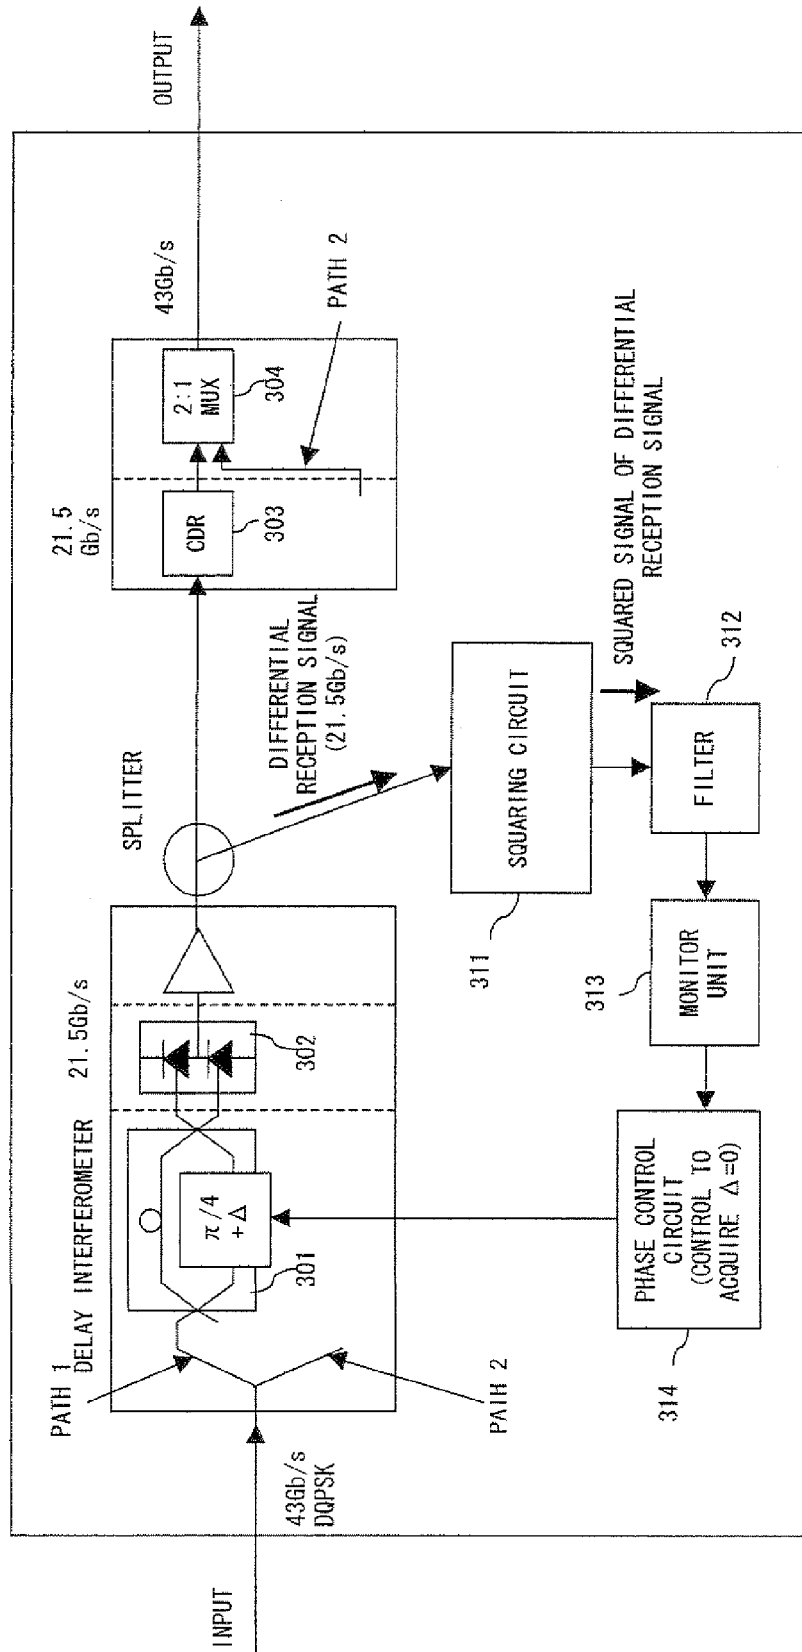 INPUT
43Gb/s
DQPSK
PATH 1
DELAY INTERFEROMETER
21.5Gb/s
π/4
+Δ
301
302
PAIH 2
SPLITTER
DIFFERENTIAL
RECEPTION SIGNAL
(21.5Gb/s)
21.5
Gb/s
CDR
303
2:1
MUX
304
43Gb/s
OUTPUT
PATH 2
SQUARING CIRCUIT
311
SQUARED SIGNAL OF DIFFERENTIAL
RECEPTION SIGNAL
FILTER
312
MONITOR
UNIT
313
PHASE CONTROL
CIRCUIT
(CONTROL TO
ACQUIRE Δ=0)
314